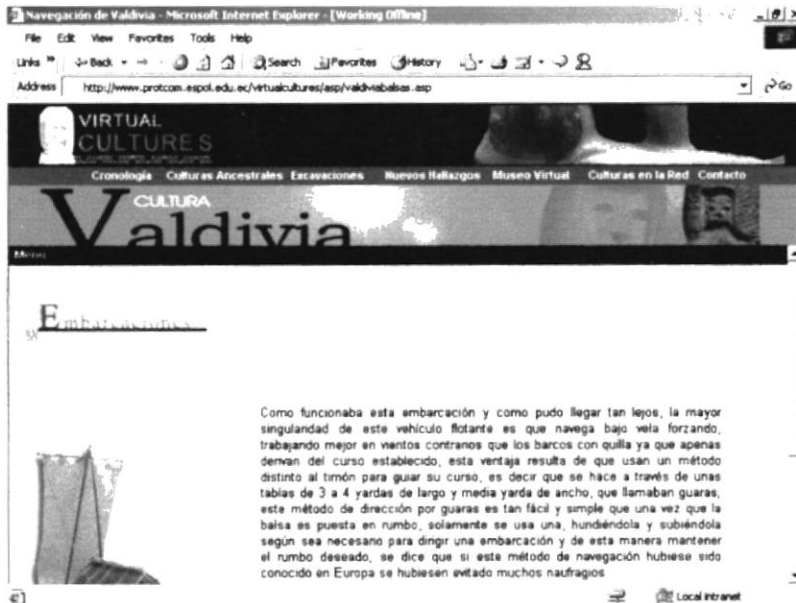 Navegación de Valdivia - Microsoft Internet Explorer - [Working Offline]
File Edit View Favorites Tools Help
Links » Back Search Favorites History
Address http://www.protcom.espol.edu.ec/virtualcultures/asp/valdiviabalsas.asp Go
VIRTUAL
CULTURES
Cronología Culturas Ancestrales Excavaciones Nuevos Hallazgos Museo Virtual Culturas en la Red Contacto
CULTURA
Valdivia
Menu
Embarcaciones
Como funcionaba esta embarcación y como pudo llegar tan lejos, la mayor
singularidad de este vehículo flotante es que navega bajo vela forzando,
trabajando mejor en vientos contrarios que los barcos con quilla ya que apenas
derivan del curso establecido, esta ventaja resulta de que usan un método
distinto al timón para guiar su curso, es decir que se hace a través de unas
tablas de 3 a 4 yardas de largo y media yarda de ancho, que llamaban guaras,
este método de dirección por guaras es tan fácil y simple que una vez que la
balsa es puesta en rumbo, solamente se usa una, hundiéndola y subiéndola
según sea necesario para dirigir una embarcación y de esta manera mantener
el rumbo deseado, se dice que si este método de navegación hubiese sido
conocido en Europa se hubiesen evitado muchos naufragios
Local intranet